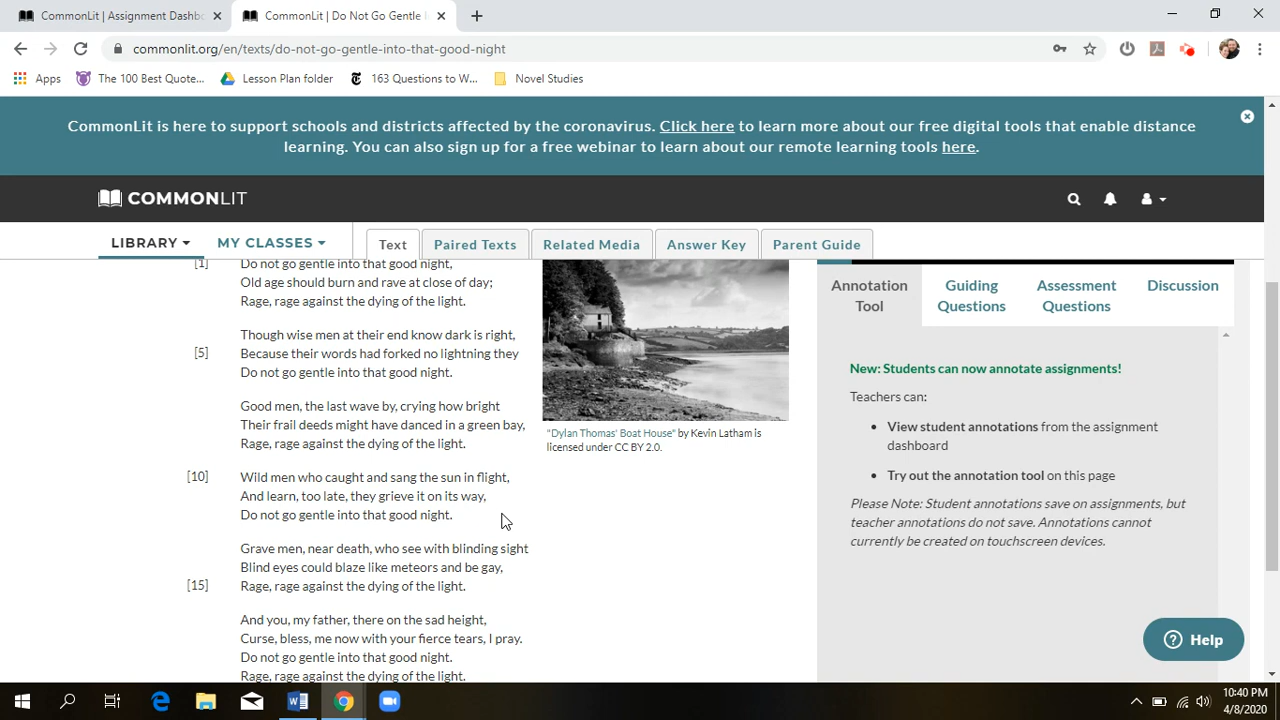 CommonLit | Assignment Dashbo
CommonLit | Do Not Go Gentle I
commonlit.org/en/texts/do-not-go-gentle-into-that-good-night
Apps
The 100 Best Quote...
Lesson Plan folder
163 Questions to W...
Novel Studies
CommonLit is here to support schools and districts affected by the coronavirus. Click here to learn more about our free digital tools that enable distance
learning. You can also sign up for a free webinar to learn about our remote learning tools here.
COMMONLIT
LIBRARY
MY CLASSES
Text
Paired Texts
Related Media
Answer Key
Parent Guide
[1] Do not go gentle into that good night,
Old age should burn and rave at close of day;
Rage, rage against the dying of the light.
Though wise men at their end know dark is right,
[5] Because their words had forked no lightning they
Do not go gentle into that good night.
Good men, the last wave by, crying how bright
Their frail deeds might have danced in a green bay,
Rage, rage against the dying of the light.
[10] Wild men who caught and sang the sun in flight,
And learn, too late, they grieve it on its way,
Do not go gentle into that good night.
Grave men, near death, who see with blinding sight
Blind eyes could blaze like meteors and be gay,
[15] Rage, rage against the dying of the light.
And you, my father, there on the sad height,
Curse, bless, me now with your fierce tears, I pray.
Do not go gentle into that good night.
Rage, rage against the dying of the light.
"Dylan Thomas' Boat House" by Kevin Latham is
licensed under CC BY 2.0.
Annotation
Tool
Guiding
Questions
Assessment
Questions
Discussion
New: Students can now annotate assignments!
Teachers can:
• View student annotations from the assignment
dashboard
• Try out the annotation tool on this page
Please Note: Student annotations save on assignments, but
teacher annotations do not save. Annotations cannot
currently be created on touchscreen devices.
Help
10:40 PM
4/8/2020